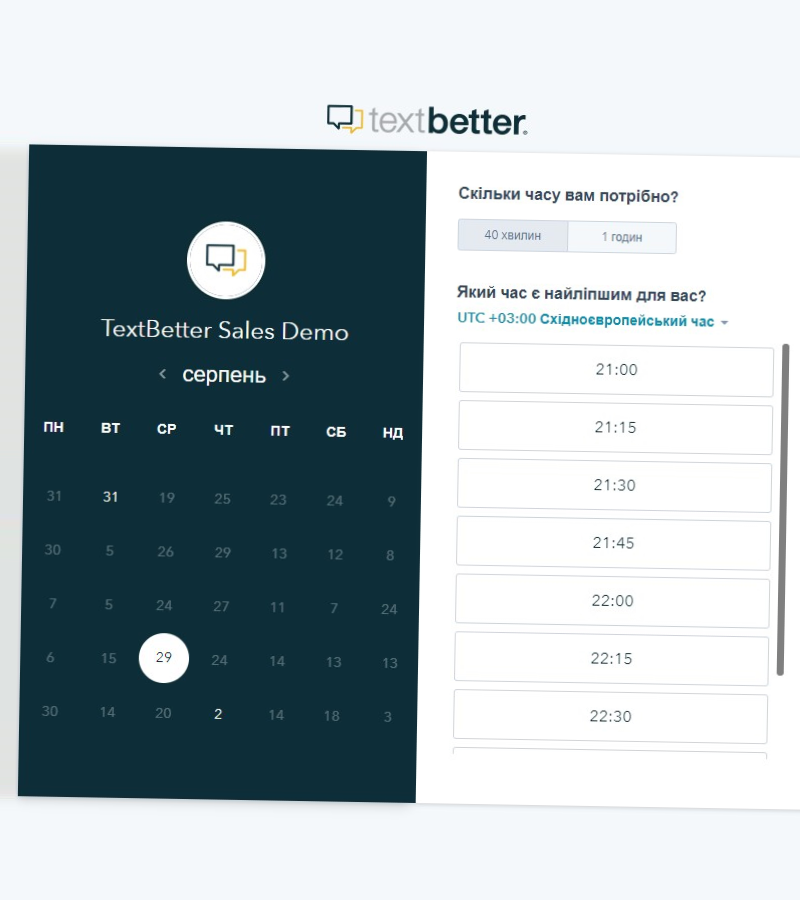 textbetter.
TextBetter Sales Demo
серпень
ПН ВТ СР ЧТ ПТ СБ НД
31 31 19 25 23 24 9
30 5 26 29 13 12 8
7 5 24 27 11 7 24
6 15 29 24 14 13 13
30 14 20 2 14 18 3
Скільки часу вам потрібно?
40 хвилин 1 годин
Який час є найліпшим для вас?
UTC +03:00 Східноєвропейський час
21:00
21:15
21:30
21:45
22:00
22:15
22:30